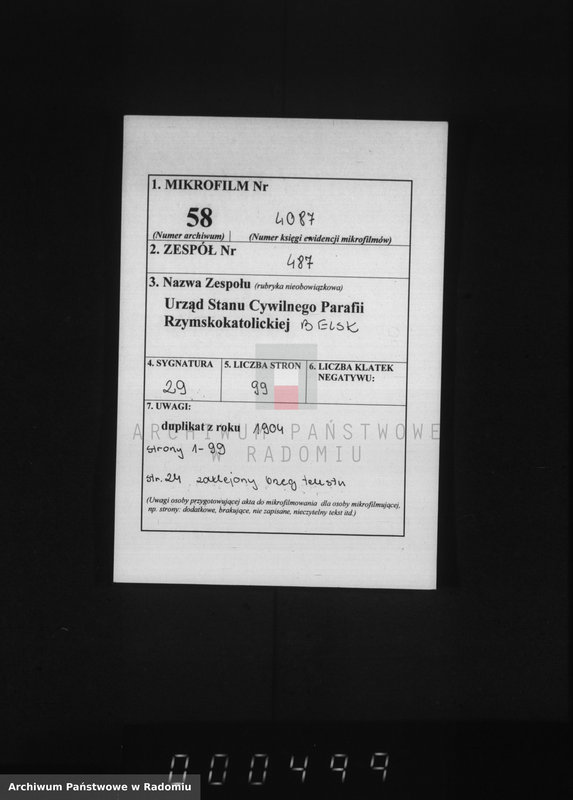 1. MIKROFILM Nr
58 4087
(Numer archiwum) (Numer księgi ewidencji mikrofilmów)
2. ZESPÓŁ Nr
487
3. Nazwa Zespołu (rubryka nieobowiązkowa)
Urząd Stanu Cywilnego Parafii
Rzymskokatolickiej BELSK
4. SYGNATURA 5. LICZBA STRON 6. LICZBA KLATEK
NEGATYWU:
29 99
7. UWAGI:
duplikat z roku 1904
ARCHIWUM PAŃSTWOWE
strony 1-99
W RADOMIU
str. 24 zaklejony brzeg tekstu
(Uwagi osoby przygotowującej akta do mikrofilmowania dla osoby mikrofilmującej,
np. strony: dodatkowe, brakujące, nie zapisane, nieczytelny tekst itd.)
000499
Archiwum Państwowe w Radomiu